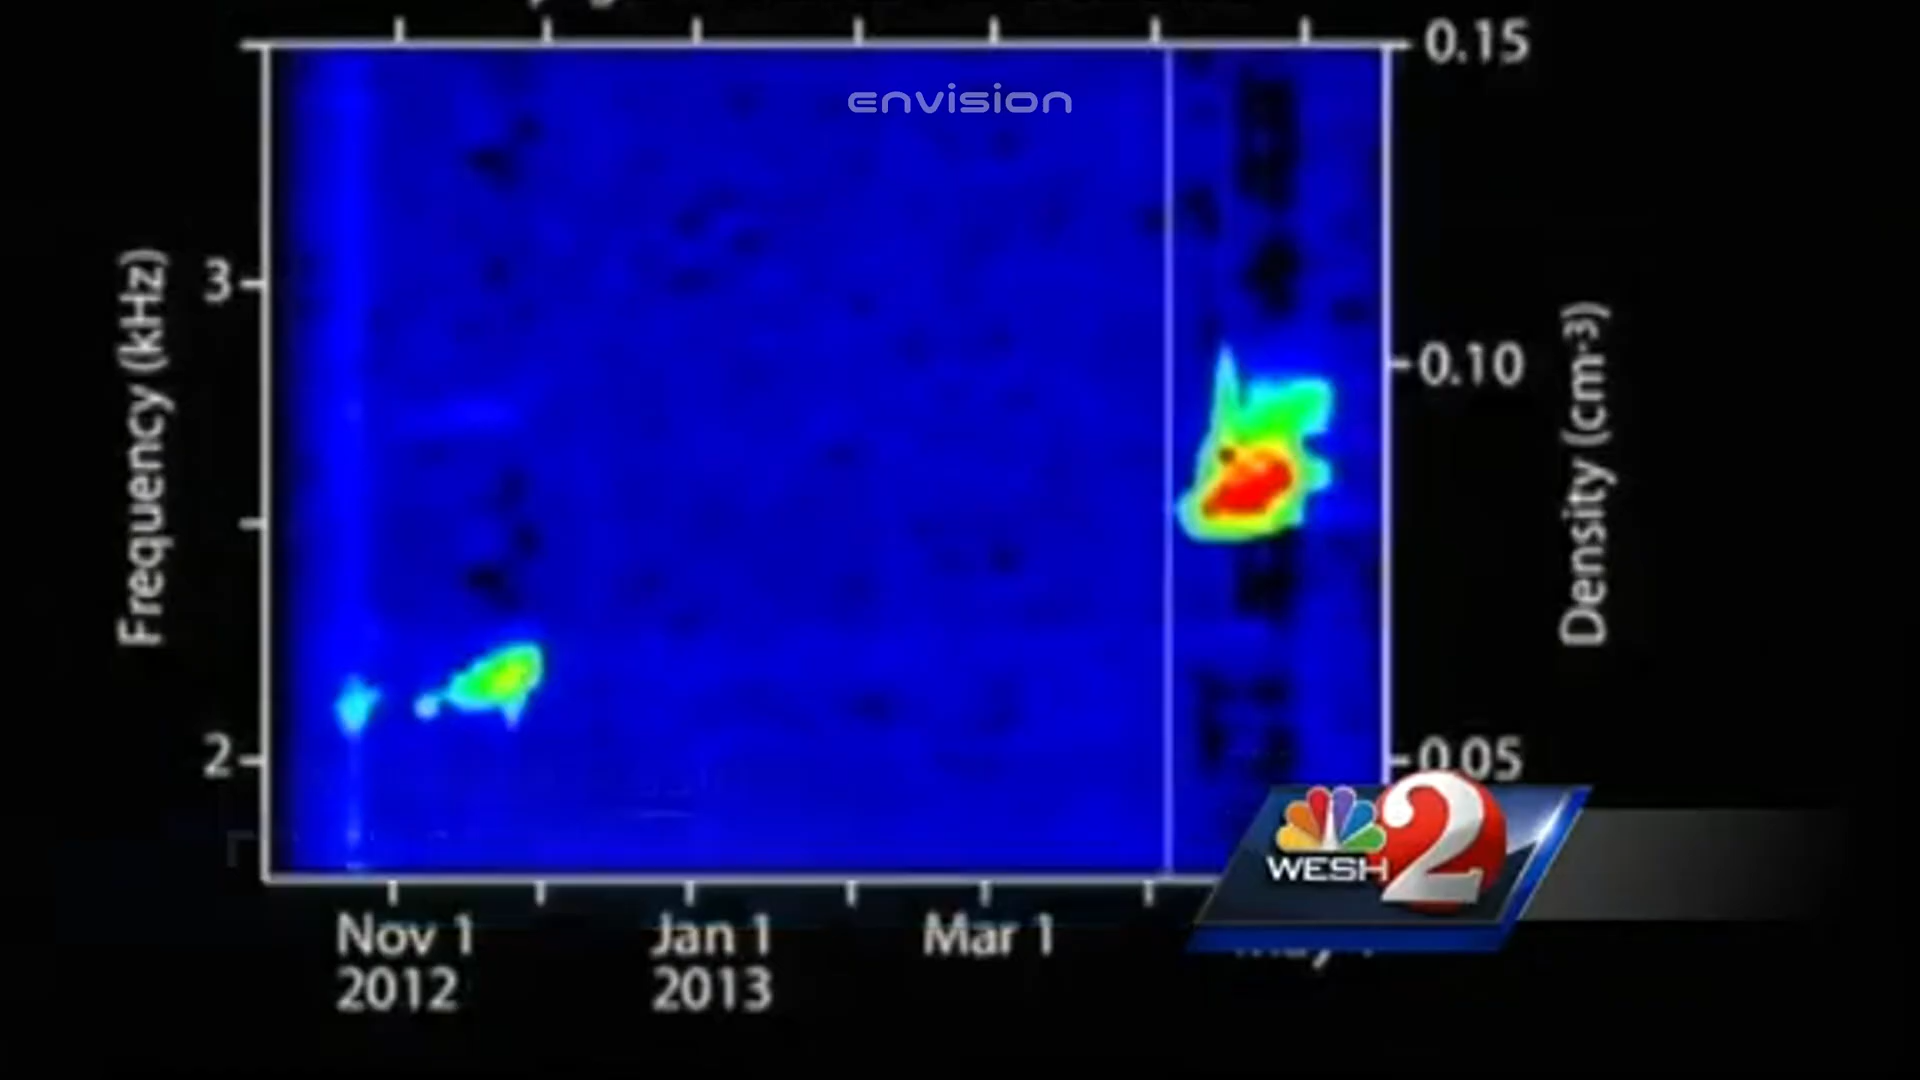 envision
0.15
0.10
0.05
Density (cm-3)
Frequency (kHz)
3
2
Nov 1
2012
Jan 1
2013
Mar 1
WESH 2